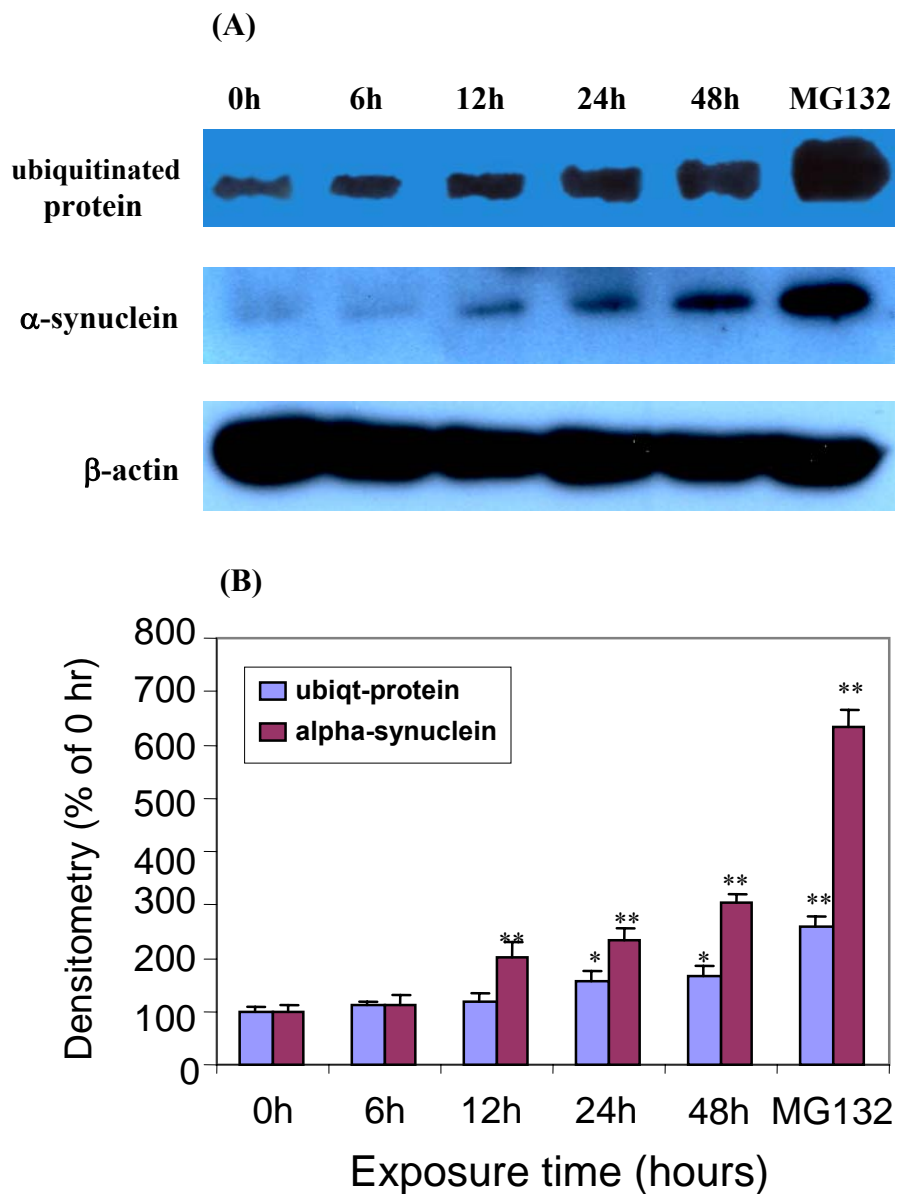 (A)
0h 6h 12h 24h 48h MG132
ubiquitinated
protein
α-synuclein
β-actin
(B)
800
700
600
500
400
300
200
100
0
Densitometry (% of 0 hr)
ubiqt-protein
alpha-synuclein
**
**
**
**
**
*
*
**
0h 6h 12h 24h 48h MG132
Exposure time (hours)